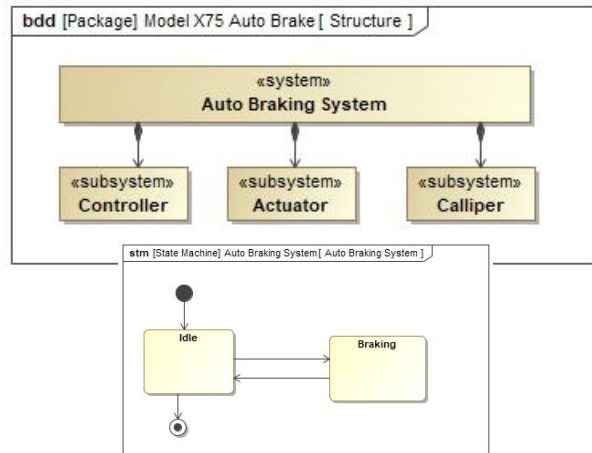 bdd [Package] Model X75 Auto Brake [ Structure ]
«system»
Auto Braking System
«subsystem» «subsystem» «subsystem»
Controller Actuator Calliper
stm [State Machine] Auto Braking System[ Auto Braking System ]
Idle Braking